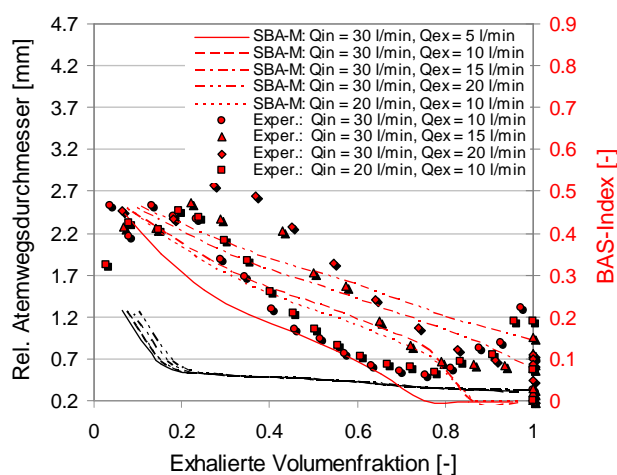 4.7
4.2
3.7
3.2
2.7
2.2
1.7
1.2
0.7
0.2
Rel. Atemwegsdurchmesser [mm]
SBA-M: Qin = 30 l/min, Qex = 5 l/min
SBA-M: Qin = 30 l/min, Qex = 10 l/min
SBA-M: Qin = 30 l/min, Qex = 15 l/min
SBA-M: Qin = 30 l/min, Qex = 20 l/min
SBA-M: Qin = 20 l/min, Qex = 10 l/min
Exper.: Qin = 30 l/min, Qex = 10 l/min
Exper.: Qin = 30 l/min, Qex = 15 l/min
Exper.: Qin = 30 l/min, Qex = 20 l/min
Exper.: Qin = 20 l/min, Qex = 10 l/min
0.9
0.8
0.7
0.6
0.5
0.4
0.3
0.2
0.1
0
BAS-Index [-]
0 0.2 0.4 0.6 0.8 1
Exhalierte Volumenfraktion [-]